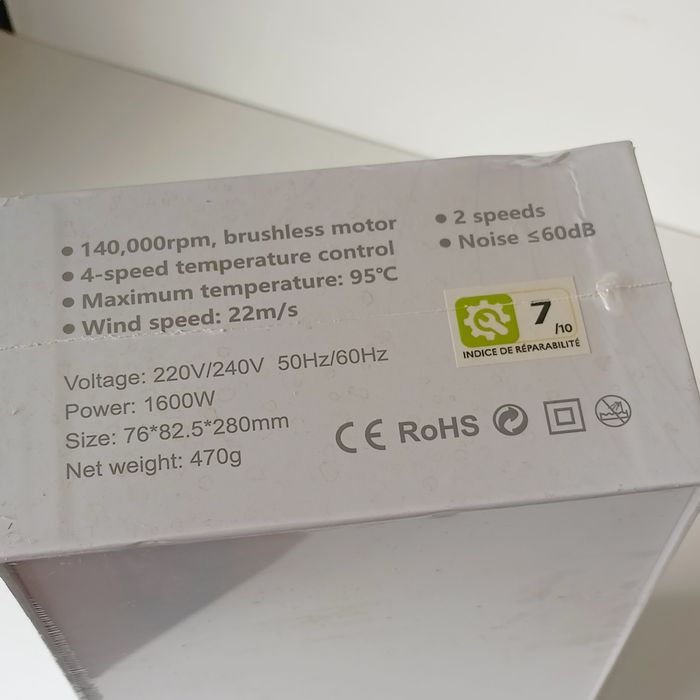 ● 140,000rpm, brushless motor
● 4-speed temperature control
● Maximum temperature: 95℃
● Wind speed: 22m/s
● 2 speeds
● Noise ≤60dB
7
/10
INDICE DE RÉPARABILITÉ
Voltage: 220V/240V 50Hz/60Hz
Power: 1600W
Size: 76*82.5*280mm
Net weight: 470g
CE RoHS